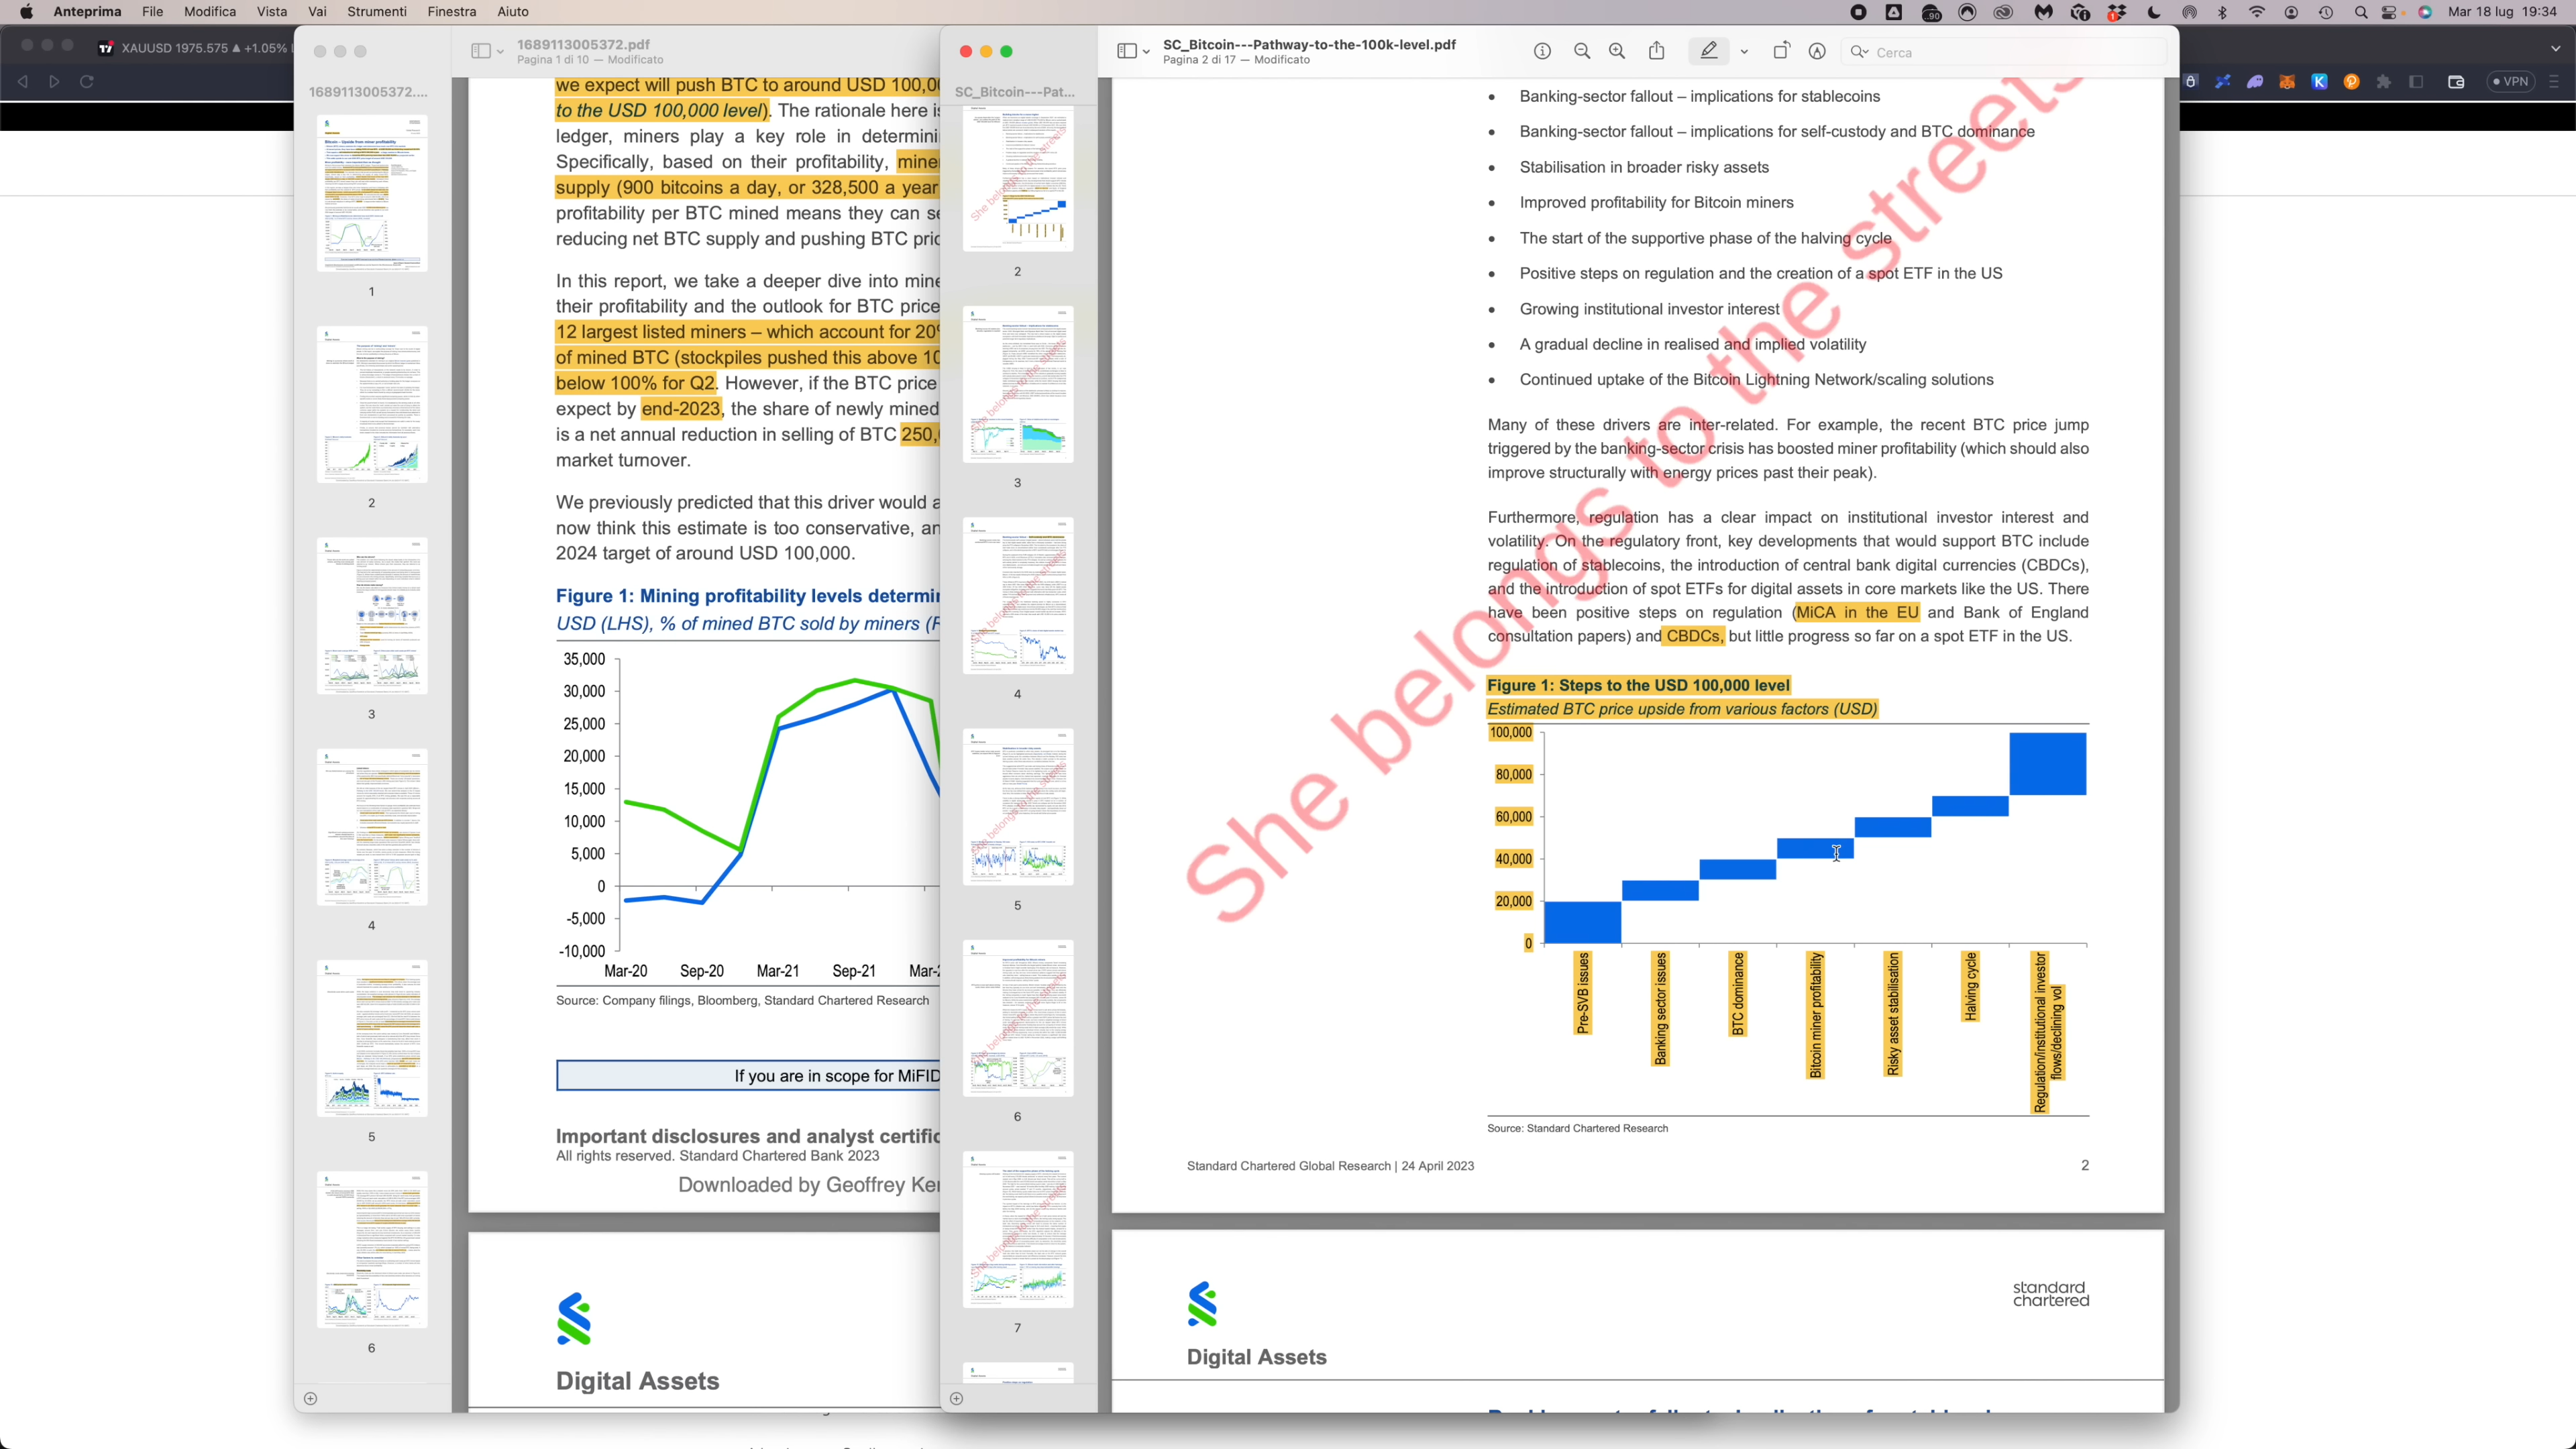 Anteprima File Modifica Vista Vai Strumenti Finestra Aiuto
Mar 18 lug 19:34
XAUUSD 1975.575 ▲ +1.05%
VPN
1689113005372.pdf
Pagina 1 di 10 — Modificato
1689113005372....
1
2
3
4
5
6
we expect will push BTC to around USD 100,0
to the USD 100,000 level). The rationale here is
ledger, miners play a key role in determini
Specifically, based on their profitability, miner
supply (900 bitcoins a day, or 328,500 a year
profitability per BTC mined means they can se
reducing net BTC supply and pushing BTC pric
In this report, we take a deeper dive into mine
their profitability and the outlook for BTC price
12 largest listed miners – which account for 20%
of mined BTC (stockpiles pushed this above 10
below 100% for Q2. However, if the BTC price
expect by end-2023, the share of newly mined
is a net annual reduction in selling of BTC 250,
market turnover.
We previously predicted that this driver would a
now think this estimate is too conservative, an
2024 target of around USD 100,000.
Figure 1: Mining profitability levels determi
USD (LHS), % of mined BTC sold by miners (R
35,000
30,000
25,000
20,000
15,000
10,000
5,000
0
-5,000
-10,000
Mar-20 Sep-20 Mar-21 Sep-21 Mar-2
Source: Company filings, Bloomberg, Standard Chartered Research
If you are in scope for MiFID
Important disclosures and analyst certific
All rights reserved. Standard Chartered Bank 2023
Downloaded by Geoffrey Ke
Digital Assets
SC_Bitcoin---Pathway-to-the-100k-level.pdf
Pagina 2 di 17 — Modificato
Cerca
SC_Bitcoin---Pat...
2
3
4
5
6
7
• Banking-sector fallout – implications for stablecoins
• Banking-sector fallout – implications for self-custody and BTC dominance
• Stabilisation in broader risky assets
• Improved profitability for Bitcoin miners
• The start of the supportive phase of the halving cycle
• Positive steps on regulation and the creation of a spot ETF in the US
• Growing institutional investor interest
• A gradual decline in realised and implied volatility
• Continued uptake of the Bitcoin Lightning Network/scaling solutions
Many of these drivers are inter-related. For example, the recent BTC price jump
triggered by the banking-sector crisis has boosted miner profitability (which should also
improve structurally with energy prices past their peak).
Furthermore, regulation has a clear impact on institutional investor interest and
volatility. On the regulatory front, key developments that would support BTC include
regulation of stablecoins, the introduction of central bank digital currencies (CBDCs),
and the introduction of spot ETFs for digital assets in core markets like the US. There
have been positive steps on regulation (MiCA in the EU and Bank of England
consultation papers) and CBDCs, but little progress so far on a spot ETF in the US.
She belongs to the streets
Figure 1: Steps to the USD 100,000 level
Estimated BTC price upside from various factors (USD)
100,000
80,000
60,000
40,000
20,000
0
Pre-SVB issues
Banking sector issues
BTC dominance
Bitcoin miner profitability
Risky asset stabilisation
Halving cycle
Regulation/institutional investor
flows/declining vol
Source: Standard Chartered Research
Standard Chartered Global Research | 24 April 2023
2
standard
chartered
Digital Assets